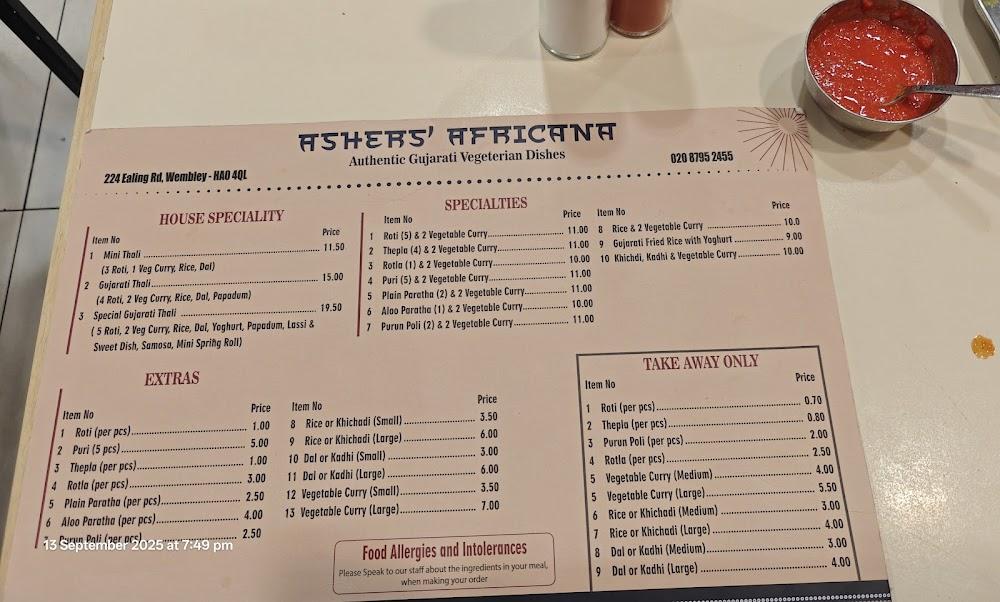 ASHERS' AFRICANA
Authentic Gujarati Vegeterian Dishes
224 Ealing Rd, Wembley - HA0 4QL
020 8795 2455
HOUSE SPECIALITY
Item No Price
1 Mini Thali 11.50
(3 Roti, 1 Veg Curry, Rice, Dal)
2 Gujarati Thali 15.00
(4 Roti, 2 Veg Curry, Rice, Dal, Papadum)
3 Special Gujarati Thali 19.50
( 5 Roti, 2 Veg Curry, Rice, Dal, Yoghurt, Papadum, Lassi &
Sweet Dish, Samosa, Mini Spring Roll)
SPECIALTIES
Item No Price
1 Roti (5) & 2 Vegetable Curry 11.00
2 Thepla (4) & 2 Vegetable Curry 11.00
3 Rotla (1) & 2 Vegetable Curry 10.00
4 Puri (5) & 2 Vegetable Curry 11.00
5 Plain Paratha (2) & 2 Vegetable Curry 11.00
6 Aloo Paratha (1) & 2 Vegetable Curry 10.00
7 Purun Poli (2) & 2 Vegetable Curry 11.00
Item No Price
8 Rice & 2 Vegetable Curry 10.0
9 Gujarati Fried Rice with Yoghurt 9.00
10 Khichdi, Kadhi & Vegetable Curry 10.00
EXTRAS
Item No Price
1 Roti (per pcs) 1.00
2 Puri (5 pcs) 5.00
3 Thepla (per pcs) 1.00
4 Rotla (per pcs) 3.00
5 Plain Paratha (per pcs) 2.50
6 Aloo Paratha (per pcs) 4.00
7 Purun Poli (per pcs) 2.50
Item No Price
8 Rice or Khichadi (Small) 3.50
9 Rice or Khichadi (Large) 6.00
10 Dal or Kadhi (Small) 3.00
11 Dal or Kadhi (Large) 6.00
12 Vegetable Curry (Small) 3.50
13 Vegetable Curry (Large) 7.00
TAKE AWAY ONLY
Item No Price
1 Roti (per pcs) 0.70
2 Thepla (per pcs) 0.80
3 Purun Poli (per pcs) 2.00
4 Rotla (per pcs) 2.50
5 Vegetable Curry (Medium) 4.00
5 Vegetable Curry (Large) 5.50
6 Rice or Khichadi (Medium) 3.00
7 Rice or Khichadi (Large) 4.00
8 Dal or Kadhi (Medium) 3.00
9 Dal or Kadhi (Large) 4.00
Food Allergies and Intolerances
Please Speak to our staff about the ingredients in your meal,
when making your order
13 September 2025 at 7:49 pm